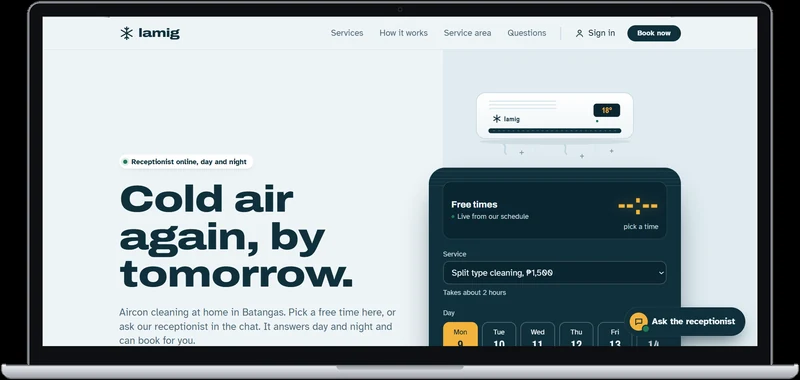 lamig
Services
How it works
Service area
Questions
Sign in
Book now
18°
lamig
Receptionist online, day and night
Cold air
again, by
tomorrow.
Aircon cleaning at home in Batangas. Pick a free time here, or
ask our receptionist in the chat. It answers day and night and
can book for you.
Free times
Live from our schedule
--:--
pick a time
Service
Split type cleaning, ₱1,500
Takes about 2 hours
Day
Mon
Tue
Wed
Thu
Fri
9
10
11
12
13
14
Ask the receptionist